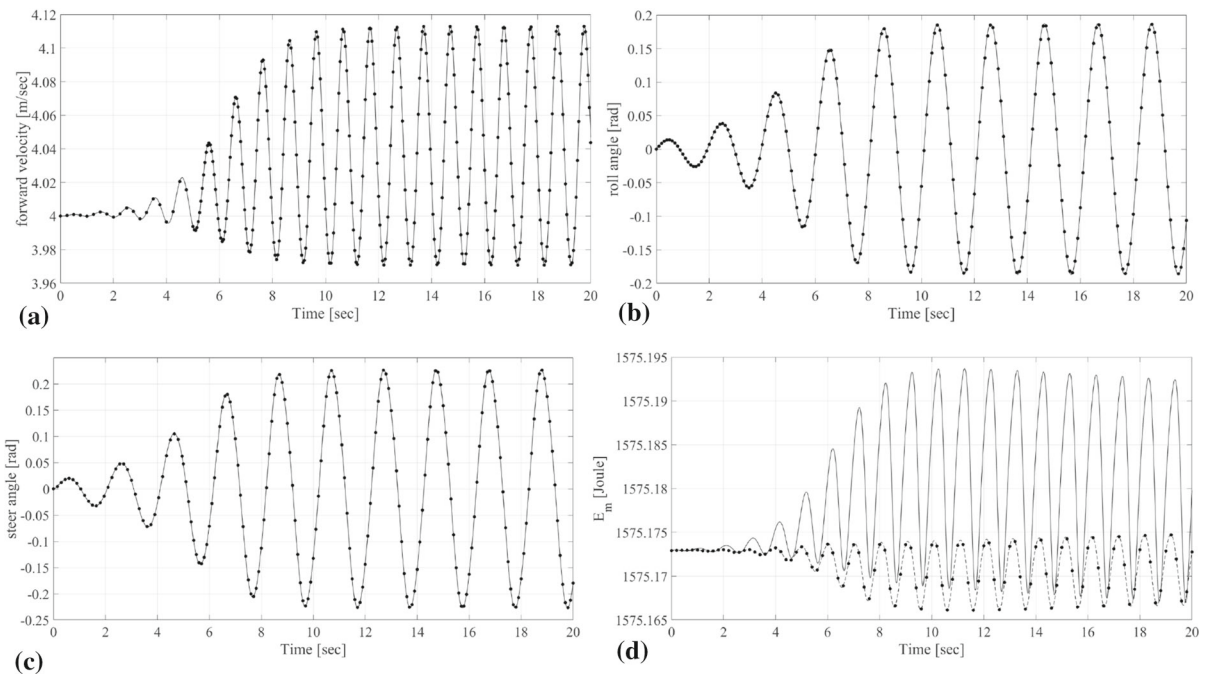 4.12
4.1
4.08
4.06
4.04
4.02
4
3.98
3.96
forward velocity [m/sec]
0 2 4 6 8 10 12 14 16 18 20
Time [sec]
(a)
0.2
0.15
0.1
0.05
0
-0.05
-0.1
-0.15
-0.2
roll angle [rad]
0 2 4 6 8 10 12 14 16 18 20
Time [sec]
(b)
0.2
0.15
0.1
0.05
0
-0.05
-0.1
-0.15
-0.2
-0.25
steer angle [rad]
0 2 4 6 8 10 12 14 16 18 20
Time [sec]
(c)
1575.195
1575.19
1575.185
1575.18
1575.175
1575.17
1575.165
E_m [Joule]
0 2 4 6 8 10 12 14 16 18 20
Time [sec]
(d)